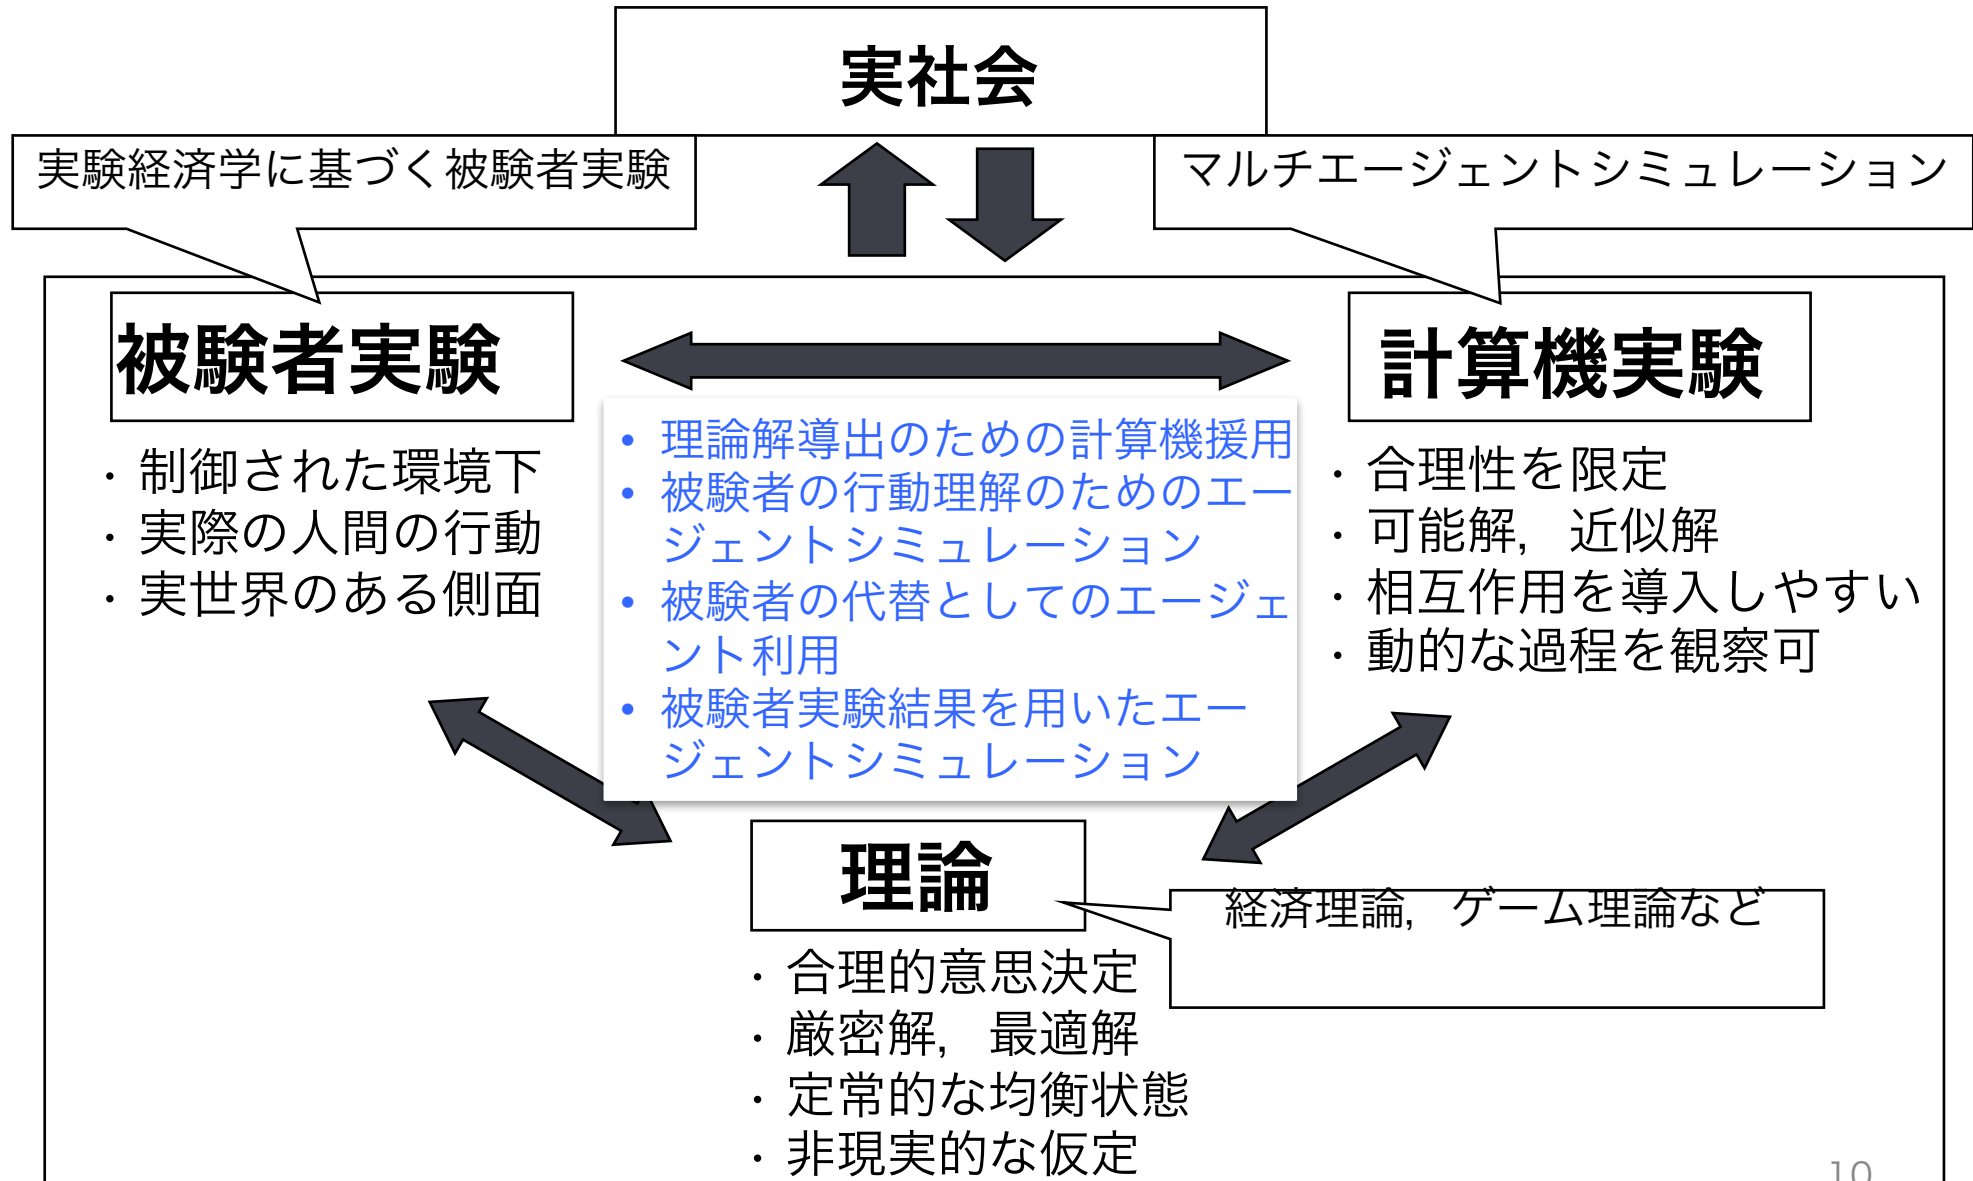 実社会
実験経済学に基づく被験者実験
マルチエージェントシミュレーション
被験者実験
・制御された環境下
・実際の人間の行動
・実世界のある側面
• 理論解導出のための計算機援用
• 被験者の行動理解のためのエー
ジェントシミュレーション
• 被験者の代替としてのエージェ
ント利用
• 被験者実験結果を用いたエー
ジェントシミュレーション
計算機実験
・合理性を限定
・可能解，近似解
・相互作用を導入しやすい
・動的な過程を観察可
理論
経済理論，ゲーム理論など
・合理的意思決定
・厳密解，最適解
・定常的な均衡状態
・非現実的な仮定
10